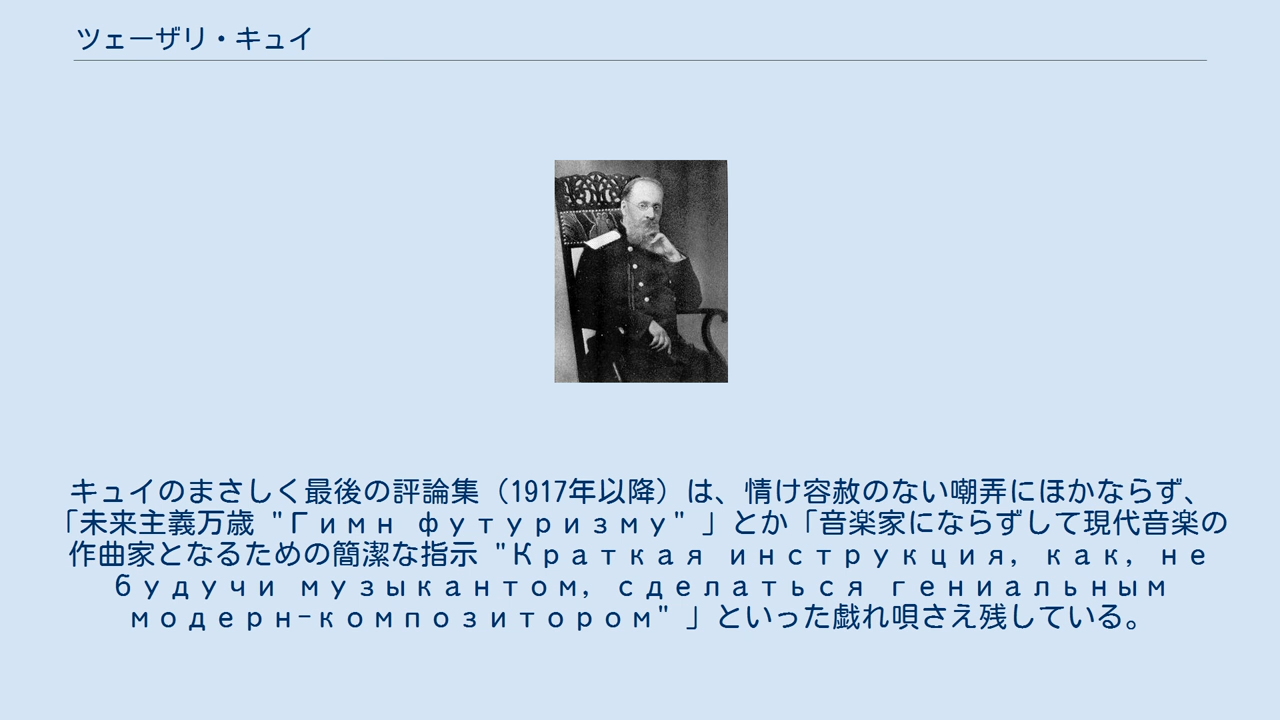 ツェーザリ・キュイ
キュイのまさしく最後の評論集（1917年以降）は、情け容赦のない嘲弄にほかならず、
「未来主義万歳 "Гимн футуризму" 」とか「音楽家にならずして現代音楽の
作曲家となるための簡潔な指示 "Краткая инструкция, как, не
будучи музыкантом, сделаться гениальным
модерн-композитором" 」といった戯れ唄さえ残している。